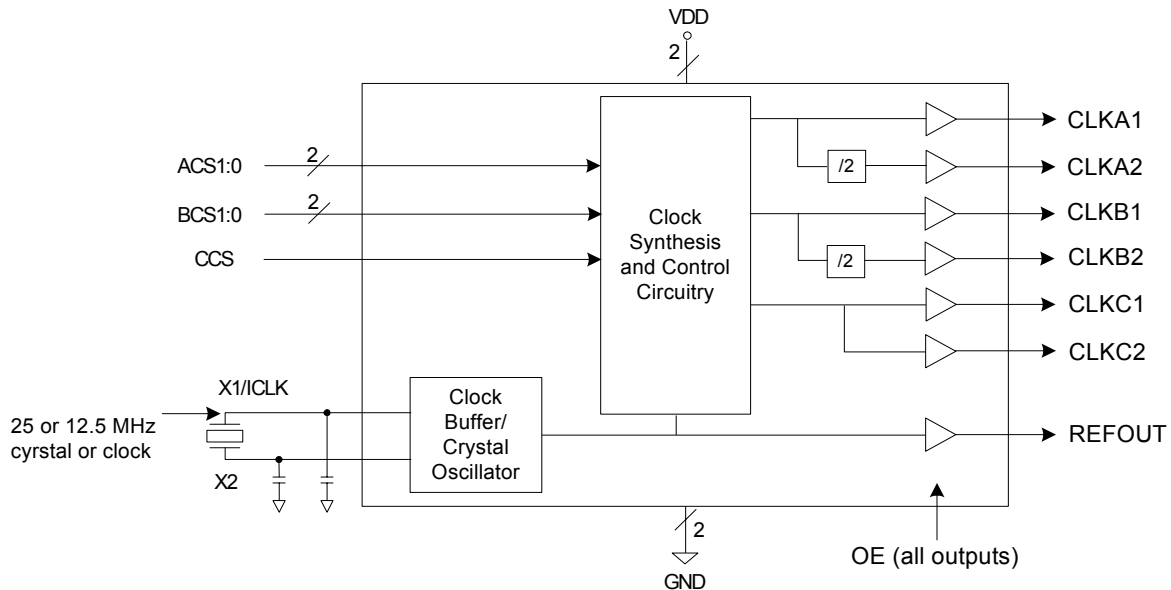 VDD
2
ACS1:0
2
BCS1:0
2
CCS
Clock
Synthesis
and Control
Circuitry
/2
/2
CLKA1
CLKA2
CLKB1
CLKB2
CLKC1
CLKC2
REFOUT
X1/ICLK
25 or 12.5 MHz
cyrstal or clock
X2
Clock
Buffer/
Crystal
Oscillator
2
GND
OE (all outputs)